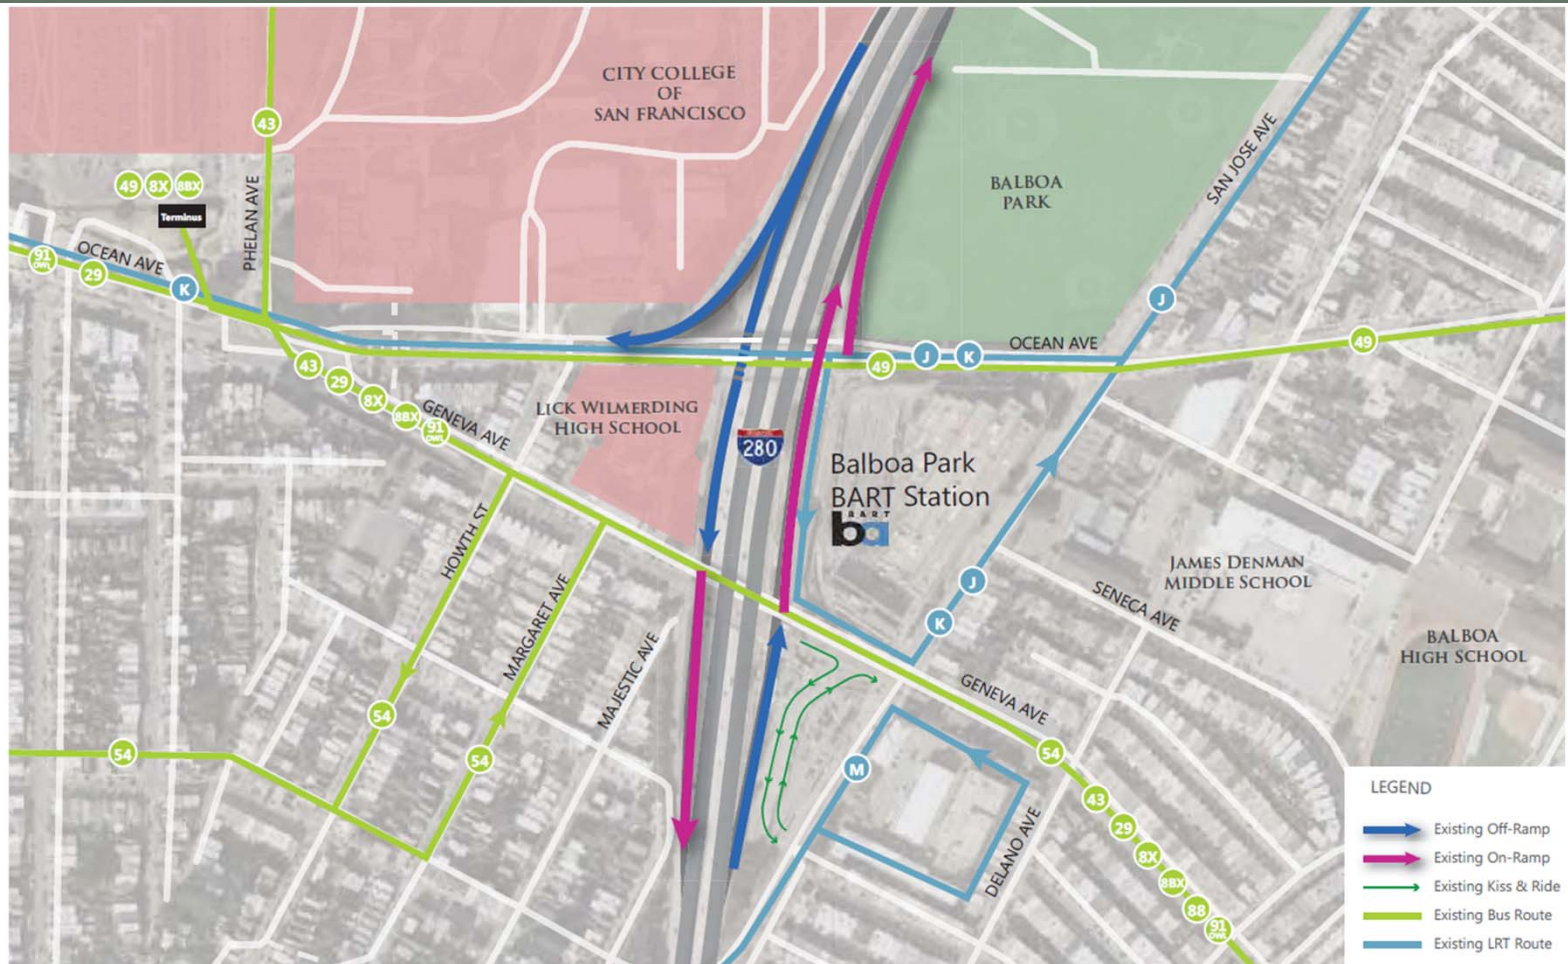 CITY COLLEGE
OF
SAN FRANCISCO
43
49 8X 8BX
Terminus
PHELAN AVE
BALBOA
PARK
SAN JOSE AVE
91
OWL
OCEAN AVE
29
K
J
49
OCEAN AVE
J K
49
43
29
8X
8BX
91
OWL
GENEVA AVE
LICK WILMERDING
HIGH SCHOOL
280
Balboa Park
BART Station
BART
ba
HOWTH ST
MARGARET AVE
MAJESTIC AVE
J
K
JAMES DENMAN
MIDDLE SCHOOL
SENECA AVE
BALBOA
HIGH SCHOOL
GENEVA AVE
54
54
54
M
54
43
29
8X
8BX
88
91
OWL
DELANO AVE
LEGEND
Existing Off-Ramp
Existing On-Ramp
Existing Kiss & Ride
Existing Bus Route
Existing LRT Route